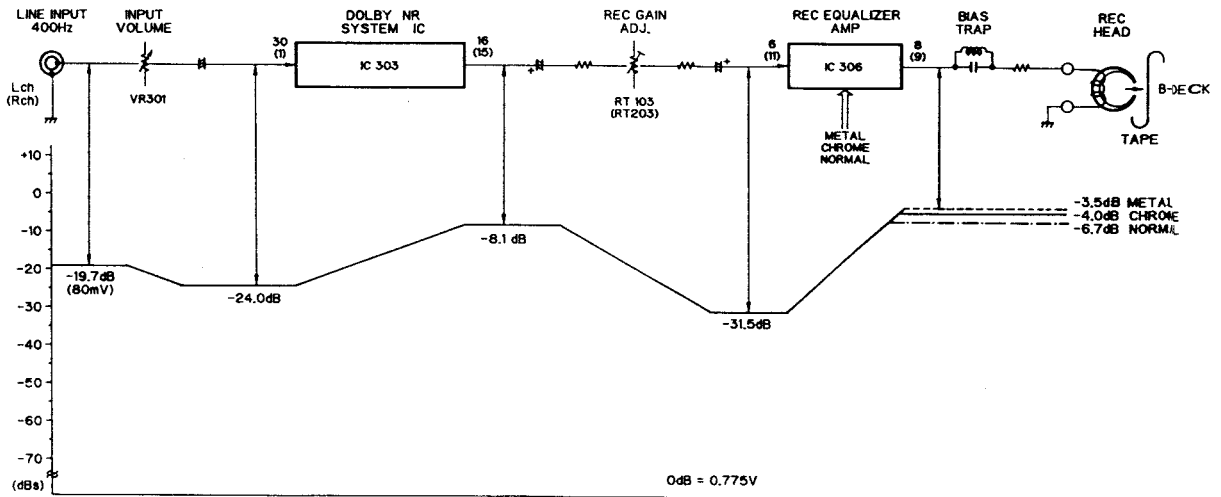 LINE INPUT
400Hz
INPUT
VOLUME
DOLBY NR
SYSTEM IC
REC GAIN
ADJ.
REC EQUALIZER
AMP
BIAS
TRAP
REC
HEAD
30
(1)
IC 303
16
(15)
6
(11)
IC 306
8
(9)
Lch
(Rch)
VR301
RT 103
(RT203)
METAL
CHROME
NORMAL
B-DECK
TAPE
+10
0
-10
-20
-30
-40
-50
-60
-70
(dBs)
-19.7dB
(80mV)
-24.0dB
-8.1 dB
-31.5dB
-3.5dB METAL
-4.0dB CHROME
-6.7dB NORMAL
0dB = 0.775V